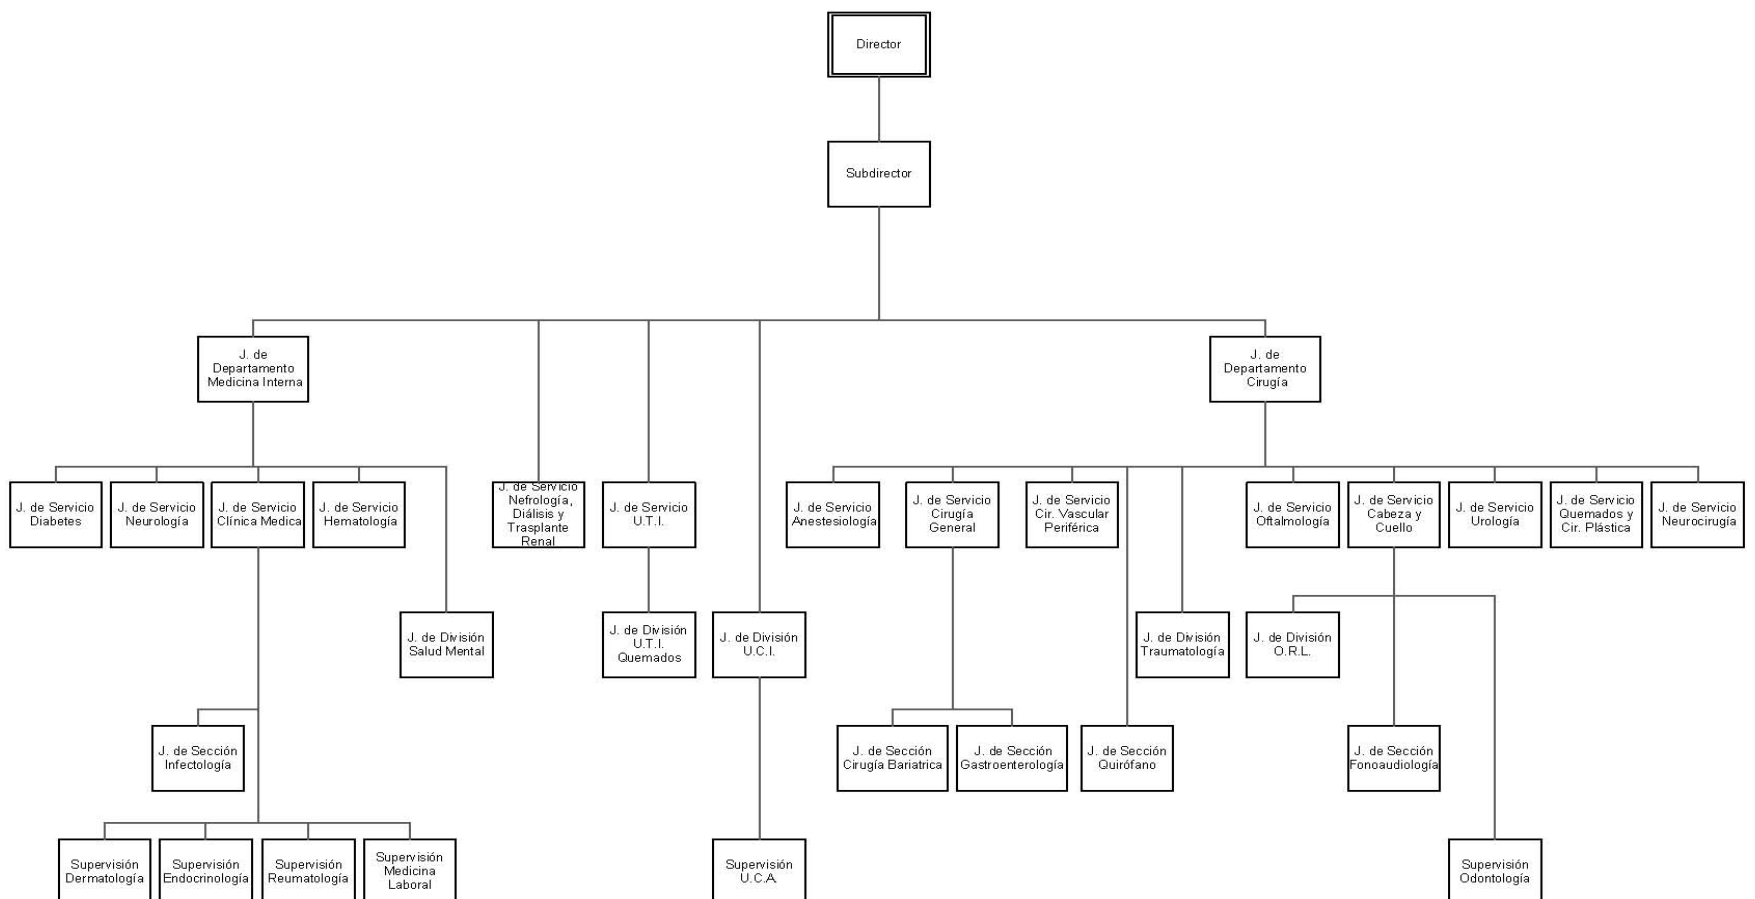 Director
Subdirector
J. de
Departamento
Medicina Interna
J. de
Departamento
Cirugía
J. de Servicio
Diabetes
J. de Servicio
Neurología
J. de Servicio
Clínica Medica
J. de Servicio
Hematología
J. de Servicio
Nefrología,
Diálisis y
Trasplante
Renal
J. de Servicio
U.T.I.
J. de Servicio
Anestesiología
J. de Servicio
Cirugía
General
J. de Servicio
Cir. Vascular
Periférica
J. de Servicio
Oftalmología
J. de Servicio
Cabeza y
Cuello
J. de Servicio
Urología
J. de Servicio
Quemados y
Cir. Plástica
J. de Servicio
Neurocirugía
J. de División
Salud Mental
J. de División
U.T.I.
Quemados
J. de División
U.C.I.
J. de División
Traumatología
J. de División
O.R.L.
J. de Sección
Infectología
J. de Sección
Cirugía Bariatrica
J. de Sección
Gastroenterología
J. de Sección
Quirófano
J. de Sección
Fonoaudiología
Supervisión
Dermatología
Supervisión
Endocrinología
Supervisión
Reumatología
Supervisión
Medicina
Laboral
Supervisión
U.C.A.
Supervisión
Odontología